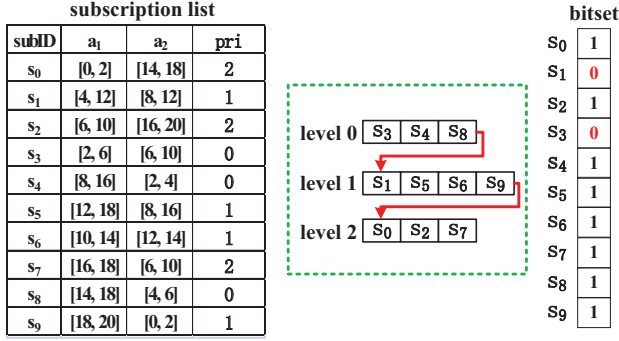 subscription list
subID a₁ a₂ pri
s₀ [0, 2] [14, 18] 2
s₁ [4, 12] [8, 12] 1
s₂ [6, 10] [16, 20] 2
s₃ [2, 6] [6, 10] 0
s₄ [8, 16] [2, 4] 0
s₅ [12, 18] [8, 16] 1
s₆ [10, 14] [12, 14] 1
s₇ [16, 18] [6, 10] 2
s₈ [14, 18] [4, 6] 0
s₉ [18, 20] [0, 2] 1
level 0 S₃ S₄ S₈
level 1 S₁ S₅ S₆ S₉
level 2 S₀ S₂ S₇
bitset
S₀ 1
S₁ 0
S₂ 1
S₃ 0
S₄ 1
S₅ 1
S₆ 1
S₇ 1
S₈ 1
S₉ 1